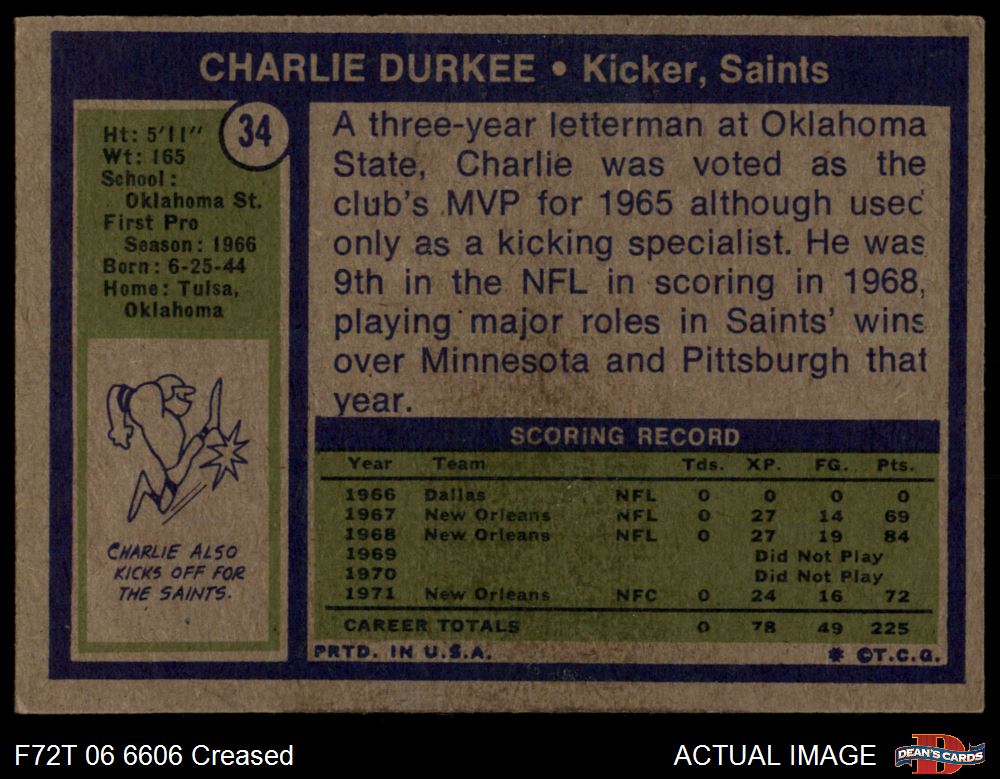 CHARLIE DURKEE • Kicker, Saints
34
Ht: 5'11"
Wt: 165
School:
Oklahoma St.
First Pro
Season: 1966
Born: 6-25-44
Home: Tulsa,
Oklahoma
CHARLIE ALSO
KICKS OFF FOR
THE SAINTS.
A three-year letterman at Oklahoma
State, Charlie was voted as the
club's MVP for 1965 although used
only as a kicking specialist. He was
9th in the NFL in scoring in 1968,
playing major roles in Saints' wins
over Minnesota and Pittsburgh that
year.
SCORING RECORD
Year Team Tds. XP. FG. Pts.
1966 Dallas NFL 0 0 0 0
1967 New Orleans NFL 0 27 14 69
1968 New Orleans NFL 0 27 19 84
1969 Did Not Play
1970 Did Not Play
1971 New Orleans NFC 0 24 16 72
CAREER TOTALS 0 78 49 225
PRTD. IN U.S.A. * ©T.C.G.
F72T 06 6606 Creased ACTUAL IMAGE D DEAN'S CARDS